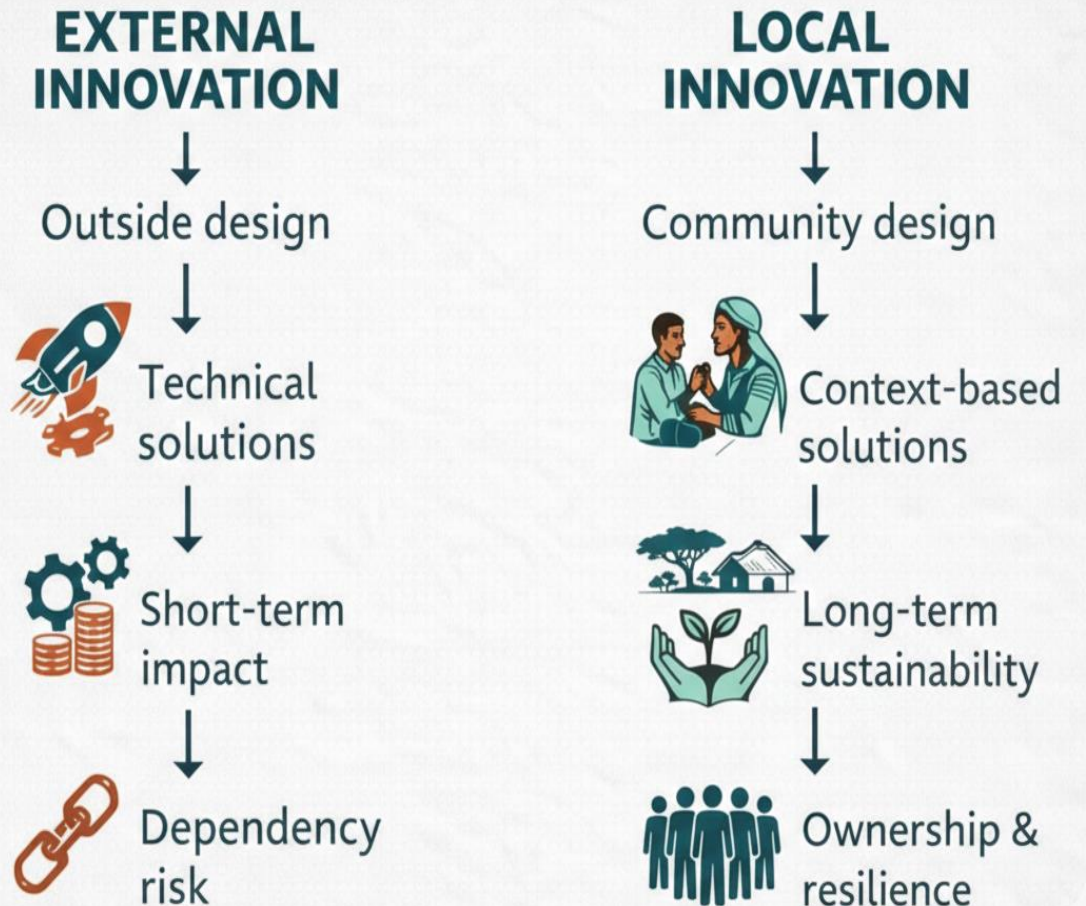 EXTERNAL
INNOVATION
Outside design
Technical
solutions
Short-term
impact
Dependency
risk
LOCAL
INNOVATION
Community design
Context-based
solutions
Long-term
sustainability
Ownership &
resilience